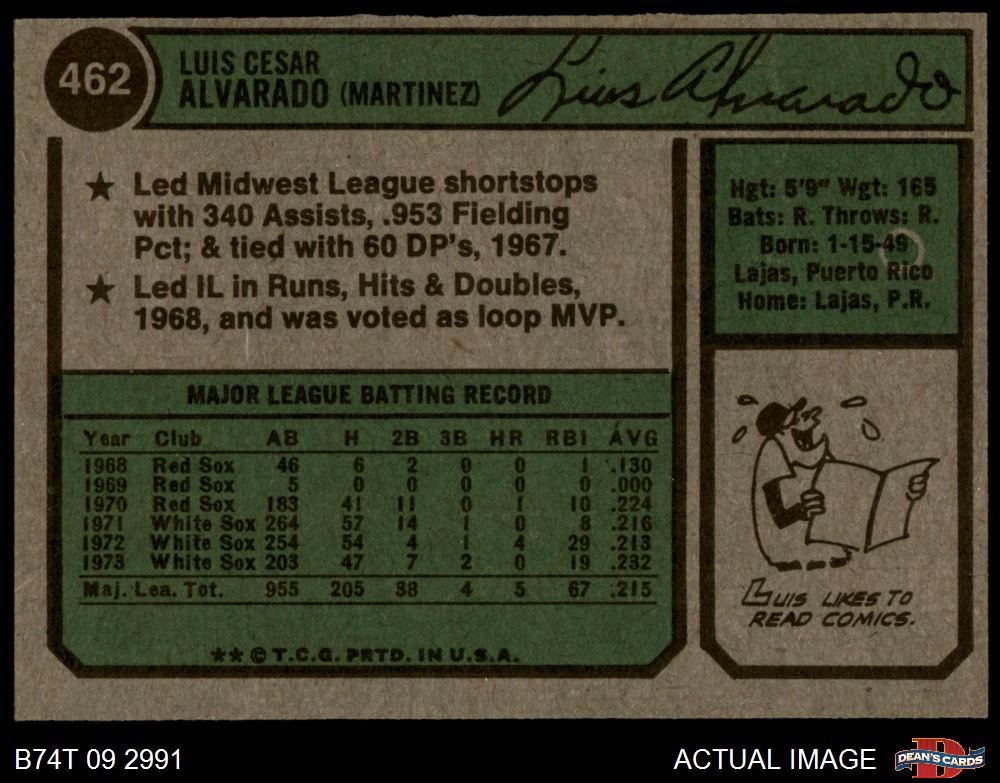 462
LUIS CESAR
ALVARADO (MARTINEZ)
Luis Alvarado
★ Led Midwest League shortstops
with 340 Assists, .953 Fielding
Pct; & tied with 60 DP's, 1967.
★ Led IL in Runs, Hits & Doubles,
1968, and was voted as loop MVP.
Hgt: 5'9" Wgt: 165
Bats: R. Throws: R.
Born: 1-15-49
Lajas, Puerto Rico
Home: Lajas, P.R.
MAJOR LEAGUE BATTING RECORD
Year Club AB H 2B 3B HR RBI AVG
1968 Red Sox 46 6 2 0 0 1 .130
1969 Red Sox 5 0 0 0 0 0 .000
1970 Red Sox 183 41 11 0 1 10 .224
1971 White Sox 264 57 14 1 0 8 .216
1972 White Sox 254 54 4 1 4 29 .213
1973 White Sox 203 47 7 2 0 19 .232
Maj. Lea. Tot. 955 205 38 4 5 67 .215
★★ © T.C.G. PRTD. IN U.S.A.
LUIS LIKES TO
READ COMICS.
B74T 09 2991
ACTUAL IMAGE
D
DEAN'S CARDS